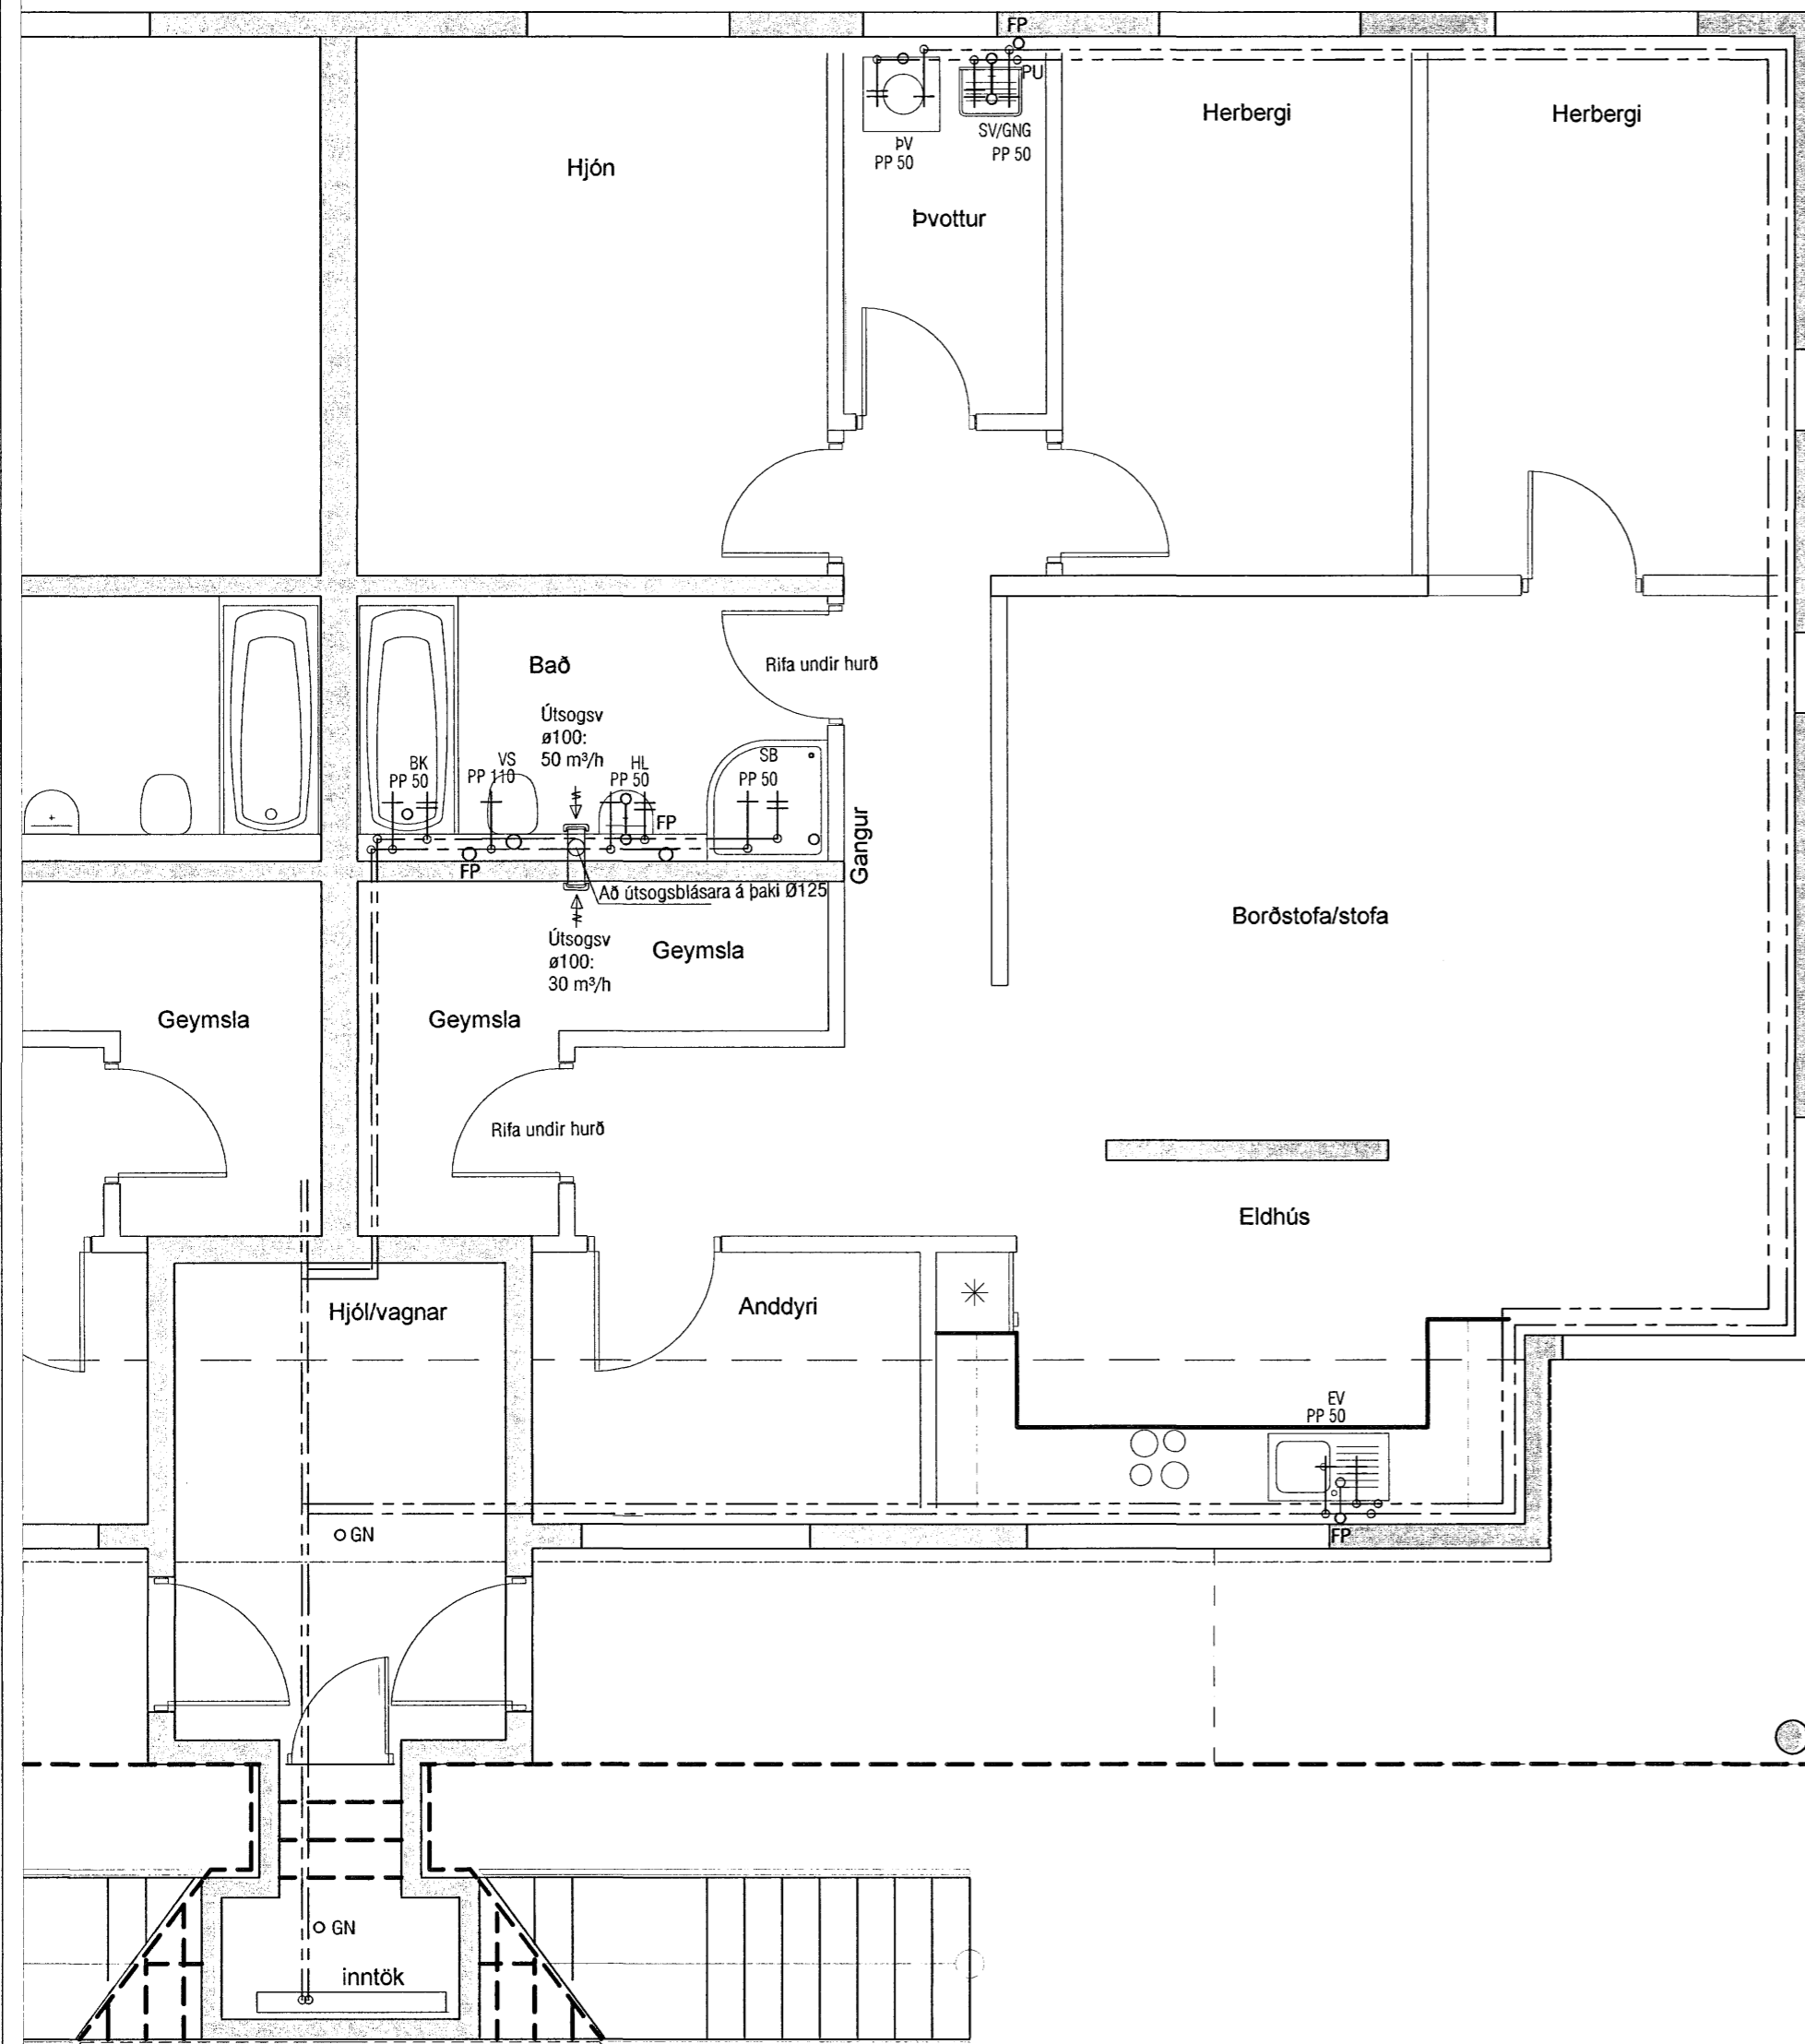 FP
PU
Herbergi
Herbergi
SV/GNG
PP 50
ÞV
PP 50
Hjón
Þvottur
Bað
Rifa undir hurð
Útsogsv
ø100:
50 m³/h
BK
PP 50
VS
PP 110
HL
PP 50
SB
PP 50
FP
FP
Gangur
Að útsogsblásara á þaki Ø125
Útsogsv
ø100:
30 m³/h
Geymsla
Borðstofa/stofa
Geymsla
Geymsla
Rifa undir hurð
Eldhús
Hjól/vagnar
Anddyri
EV
PP 50
GN
FP
GN
inntök